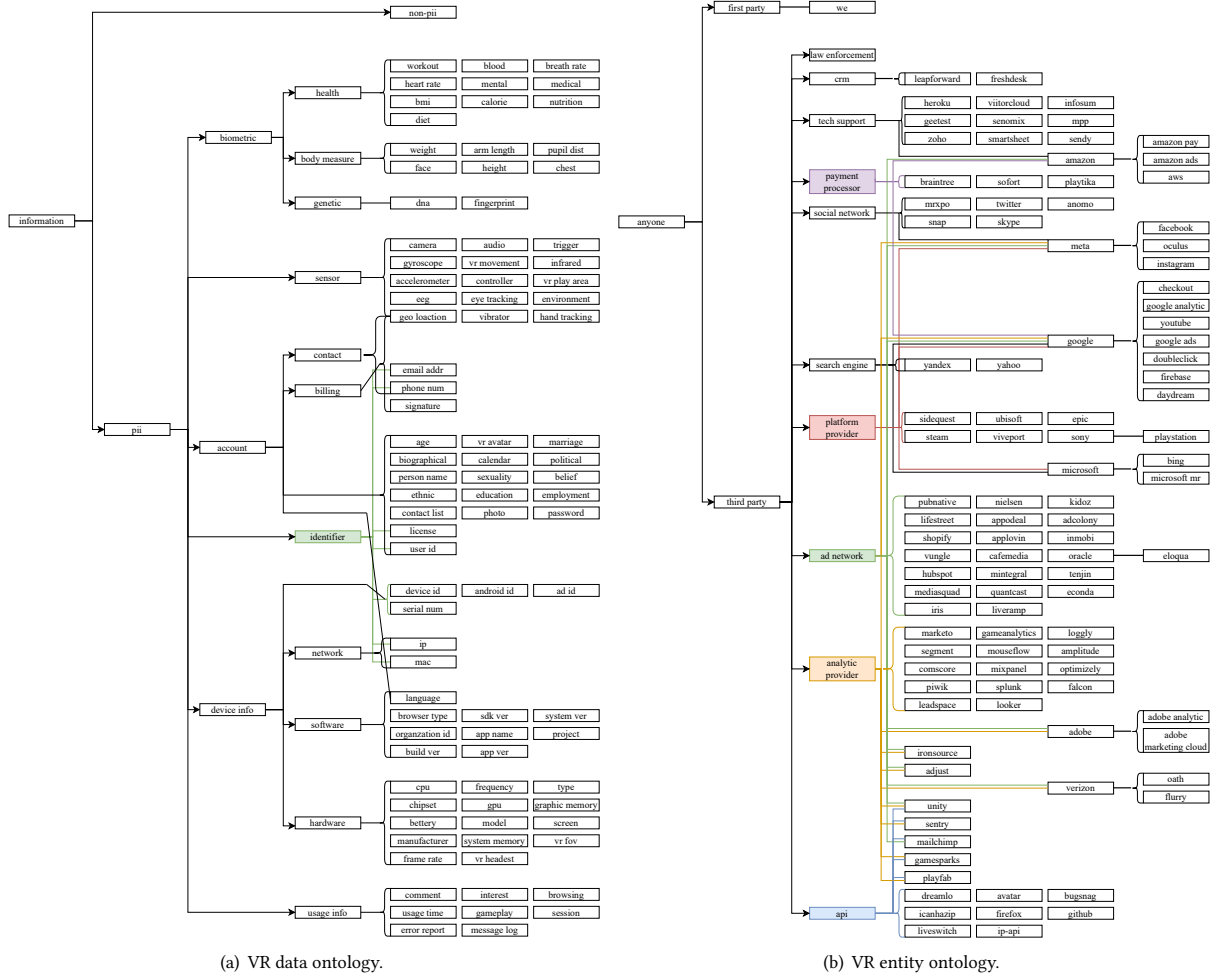 non-pii
workout blood breath rate
heart rate mental medical
health
bmi calorie nutrition
diet
biometric
weight arm length pupil dist
body measure
face height chest
genetic dna fingerprint
information
camera audio trigger
gyroscope vr movement infrared
sensor
accelerometer controller vr play area
eeg eye tracking environment
geo loaction vibrator hand tracking
contact
email addr
billing
phone num
signature
pii
account
age vr avatar marriage
biographical calendar political
person name sexuality belief
ethnic education employment
contact list photo password
license
identifier
user id
device id android id ad id
serial num
network
ip
mac
language
device info
browser type sdk ver system ver
software
organzation id app name project
build ver app ver
cpu frequency type
chipset gpu graphic memory
hardware
bettery model screen
manufacturer system memory vr fov
frame rate vr headest
comment interest browsing
usage info
usage time gameplay session
error report message log
(a) VR data ontology.
first party we
law enforcement
crm leapforward freshdesk
heroku viitorcloud infosum
tech support
geetest senomix mpp
zoho smartsheet sendy
amazon
amazon pay
amazon ads
aws
payment
processor
braintree sofort playtika
social network
mrxpo twitter anomo
snap skype
anyone
meta
facebook
oculus
instagram
google
checkout
google analytic
youtube
google ads
doubleclick
firebase
daydream
search engine yandex yahoo
platform
provider
sidequest ubisoft epic
steam viveport sony playstation
microsoft
bing
microsoft mr
third party
pubnative nielsen kidoz
lifestreet appodeal adcolony
shopify applovin inmobi
ad network
vungle cafemedia oracle eloqua
hubspot mintegral tenjin
mediasquad quantcast econda
iris liveramp
marketo gameanalytics loggly
segment mouseflow amplitude
analytic
provider
comscore mixpanel optimizely
piwik splunk falcon
leadspace looker
adobe
adobe analytic
adobe
marketing cloud
ironsource
adjust
verizon
oath
flurry
unity
sentry
mailchimp
gamesparks
playfab
dreamlo avatar bugsnag
api
icanhazip firefox github
liveswitch ip-api
(b) VR entity ontology.